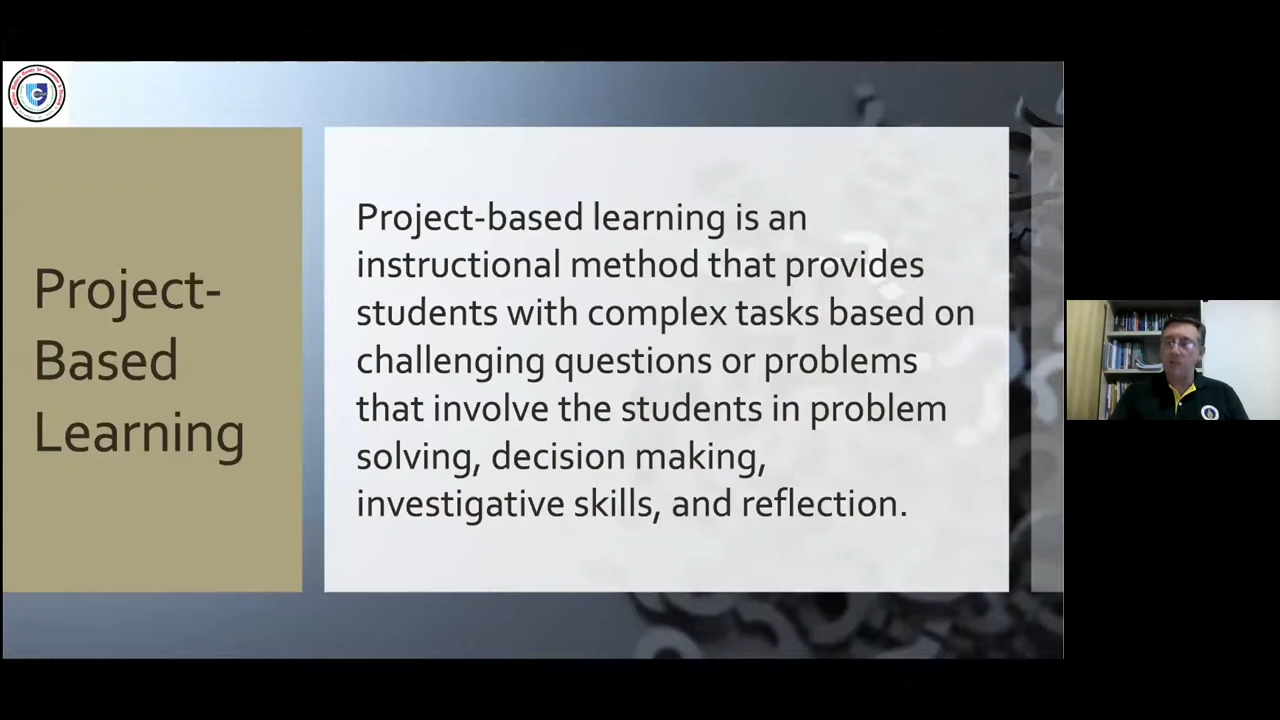 Project-
Based
Learning
Project-based learning is an
instructional method that provides
students with complex tasks based on
challenging questions or problems
that involve the students in problem
solving, decision making,
investigative skills, and reflection.